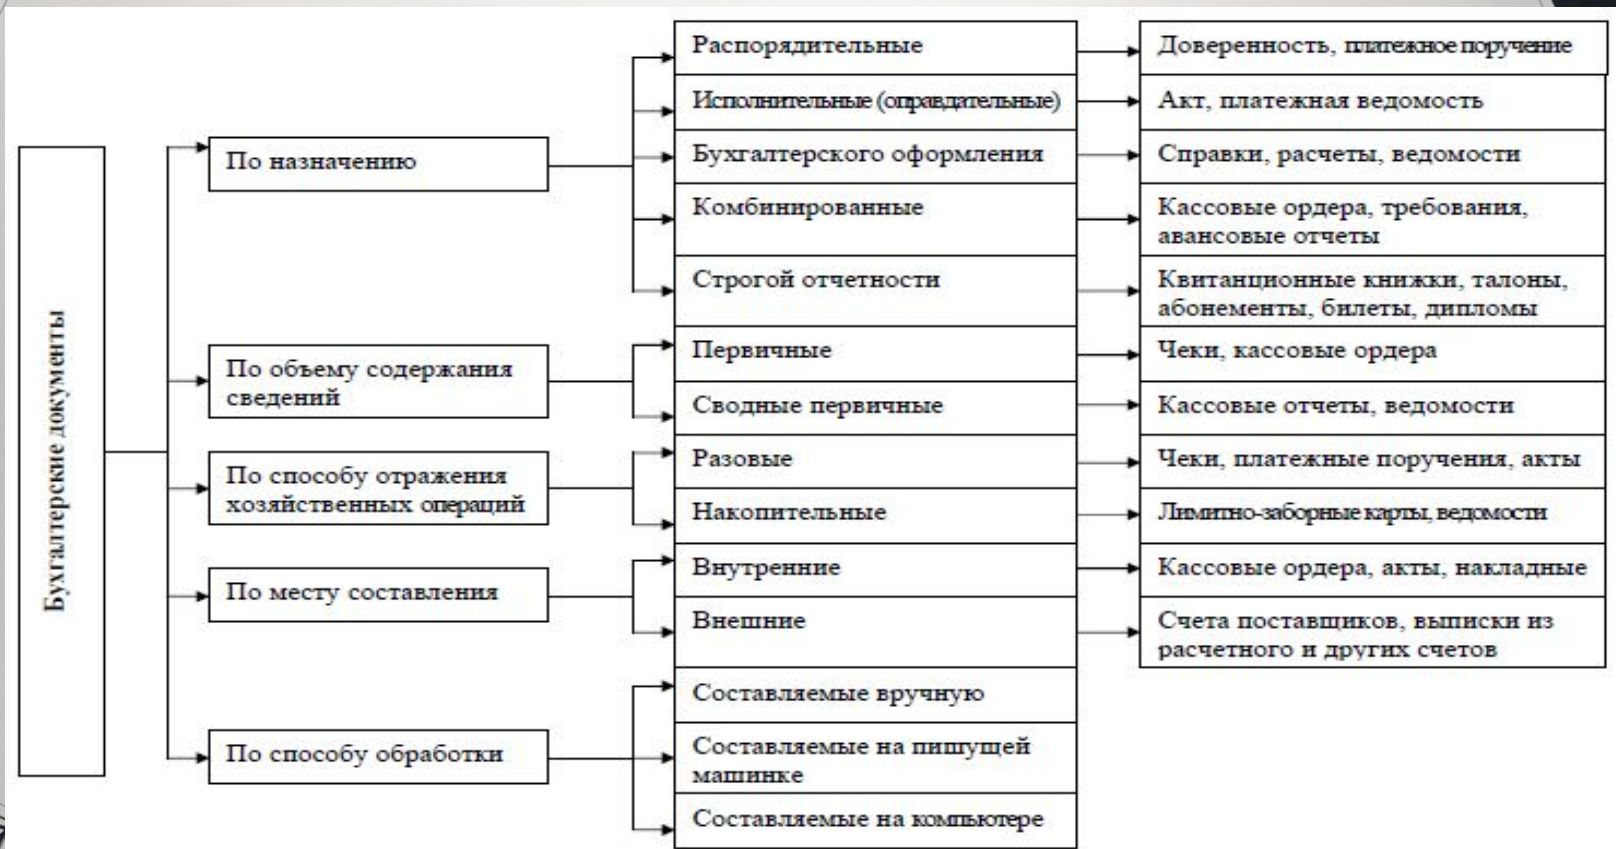 Бухгалтерские документы
По назначению
Распорядительные
Доверенность, платежное поручение
Исполнительные (оправдательные)
Акт, платежная ведомость
Бухгалтерского оформления
Справки, расчеты, ведомости
Комбинированные
Кассовые ордера, требования,
авансовые отчеты
Строгой отчетности
Квитанционные книжки, талоны,
абонементы, билеты, дипломы
По объему содержания
сведений
Первичные
Чеки, кассовые ордера
Сводные первичные
Кассовые отчеты, ведомости
По способу отражения
хозяйственных операций
Разовые
Чеки, платежные поручения, акты
Накопительные
Лимитно-заборные карты, ведомости
По месту составления
Внутренние
Кассовые ордера, акты, накладные
Внешние
Счета поставщиков, выписки из
расчетного и других счетов
По способу обработки
Составляемые вручную
Составляемые на пишущей
машинке
Составляемые на компьютере